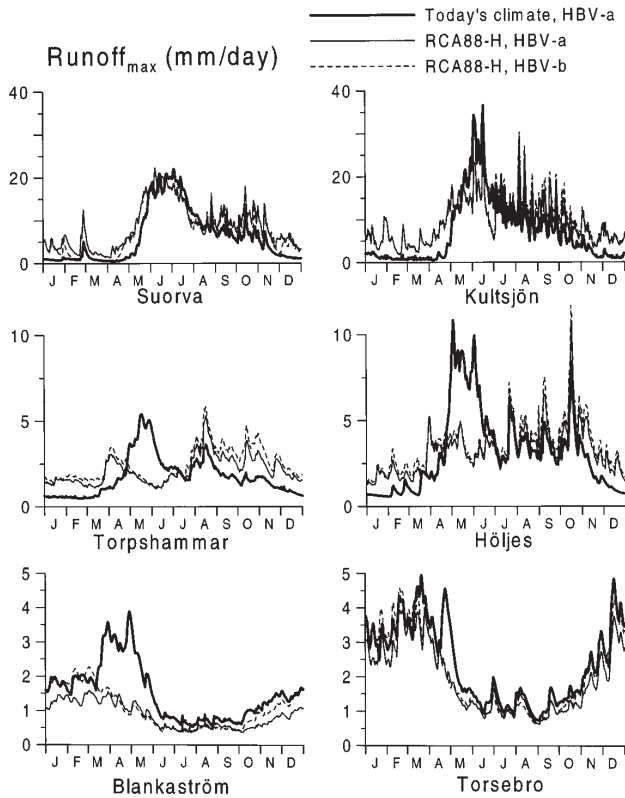 Today's climate, HBV-a
RCA88-H, HBV-a
RCA88-H, HBV-b
Runoffmax (mm/day)
40
20
0
J F M A M J J A S O N D
Suorva
40
20
0
J F M A M J J A S O N D
Kultsjön
10
5
0
J F M A M J J A S O N D
Torpshammar
10
5
0
J F M A M J J A S O N D
Höljes
5
4
3
2
1
0
J F M A M J J A S O N D
Blankaström
5
4
3
2
1
0
J F M A M J J A S O N D
Torsebro